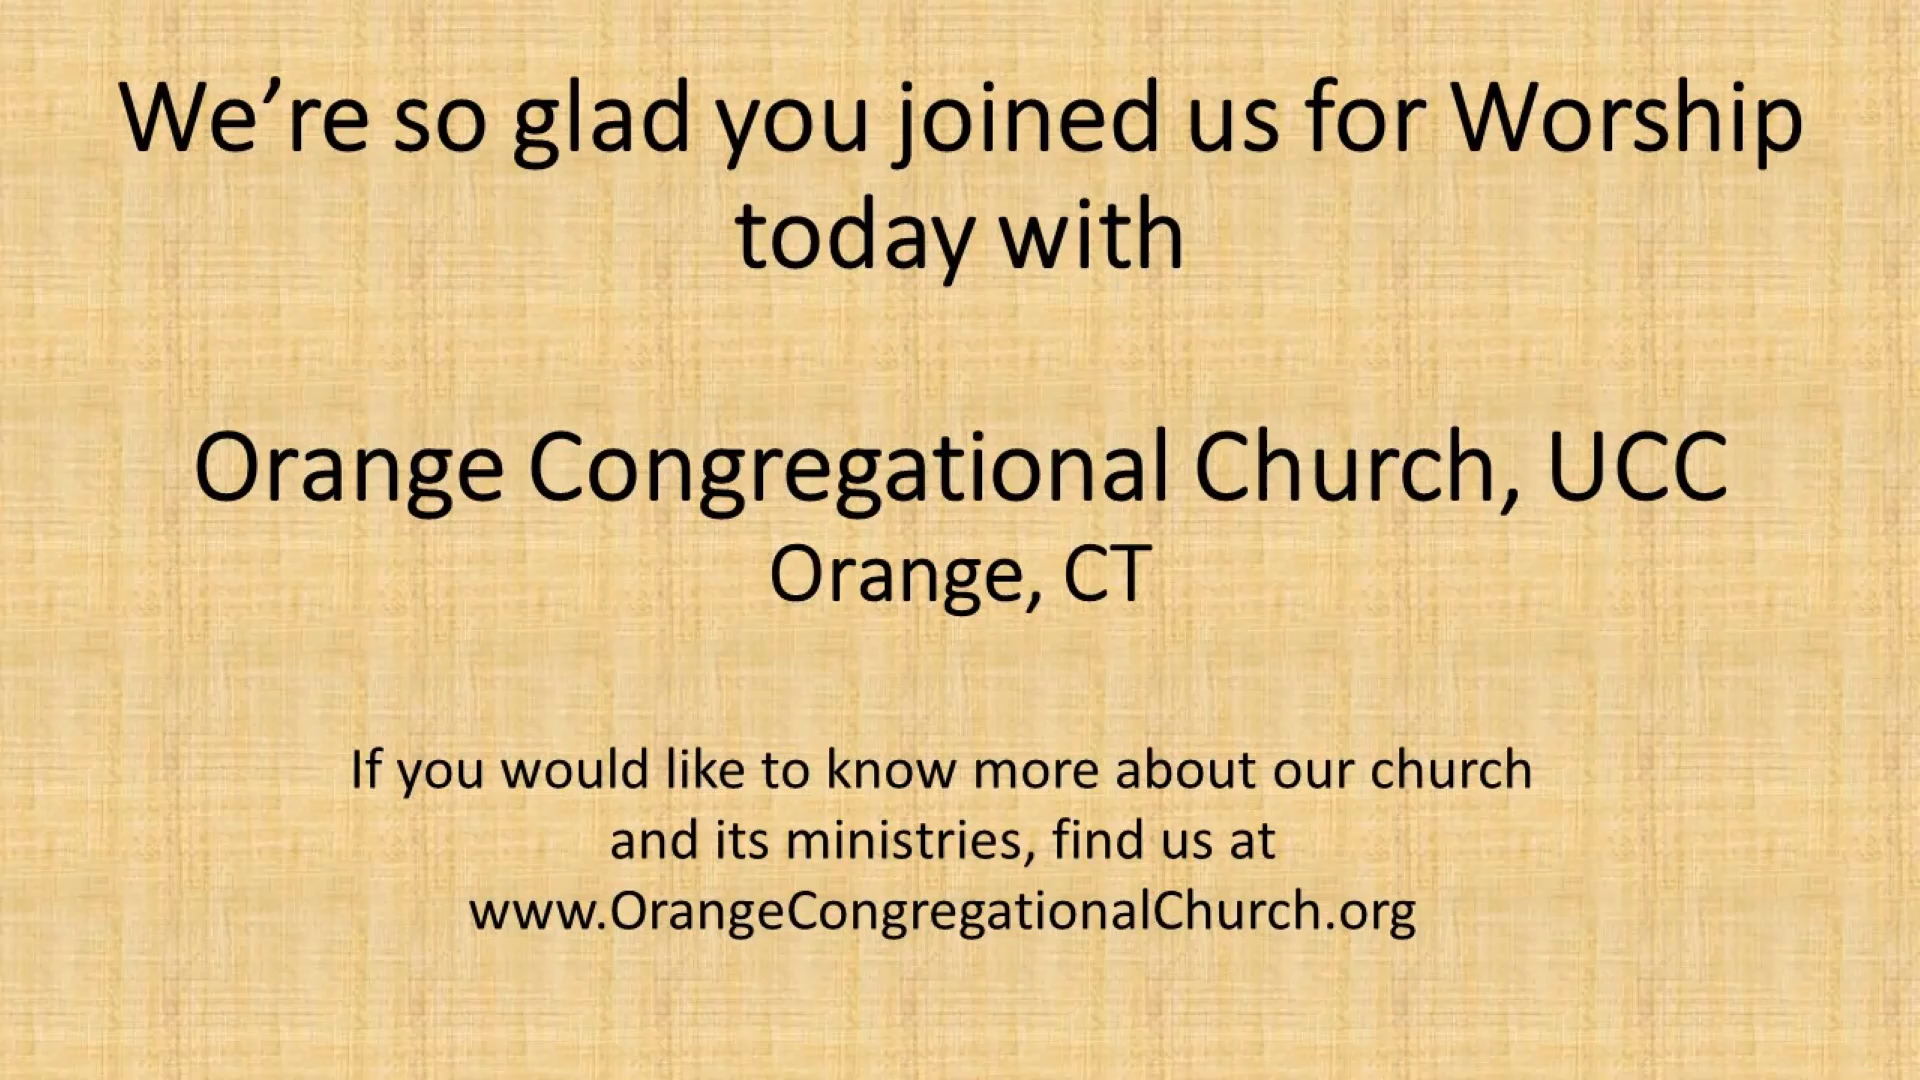 We’re so glad you joined us for Worship
today with
Orange Congregational Church, UCC
Orange, CT
If you would like to know more about our church
and its ministries, find us at
www.OrangeCongregationalChurch.org